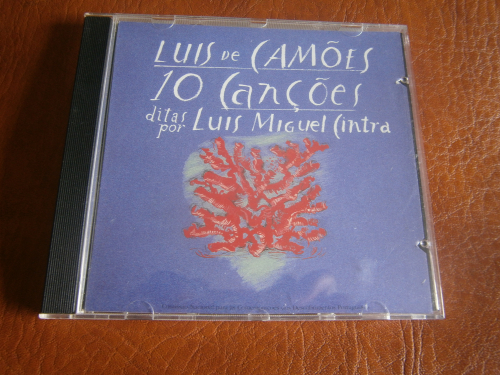 LUIS DE CAMÕES
10 Canções
ditas por LUIS MIGUEL Cintra